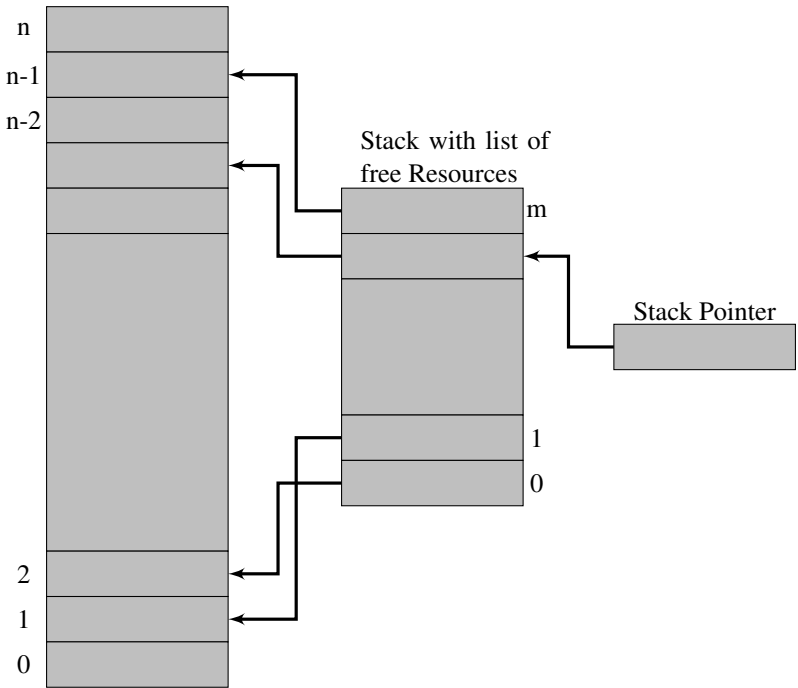 n
n-1
n-2
2
1
0
Stack with list of
free Resources
m
1
0
Stack Pointer